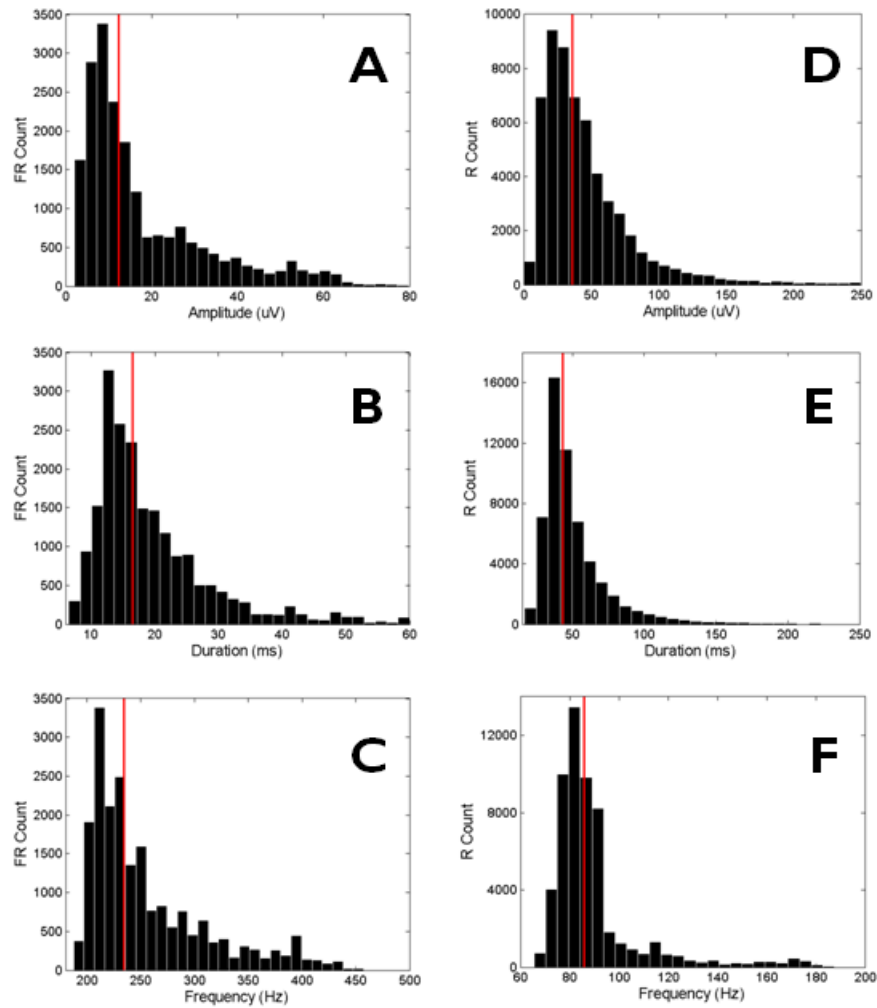 3500
3000
2500
2000
1500
1000
500
0
FR Count
A
0 20 40 60 80
Amplitude (uV)
10000
8000
6000
4000
2000
0
R Count
D
0 50 100 150 200 250
Amplitude (uV)
3500
3000
2500
2000
1500
1000
500
0
FR Count
B
10 20 30 40 50 60
Duration (ms)
16000
12000
8000
4000
0
R Count
E
50 100 150 200 250
Duration (ms)
3500
3000
2500
2000
1500
1000
500
0
FR Count
C
200 250 300 350 400 450 500
Frequency (Hz)
12000
8000
4000
0
R Count
F
60 80 100 120 140 160 180 200
Frequency (Hz)